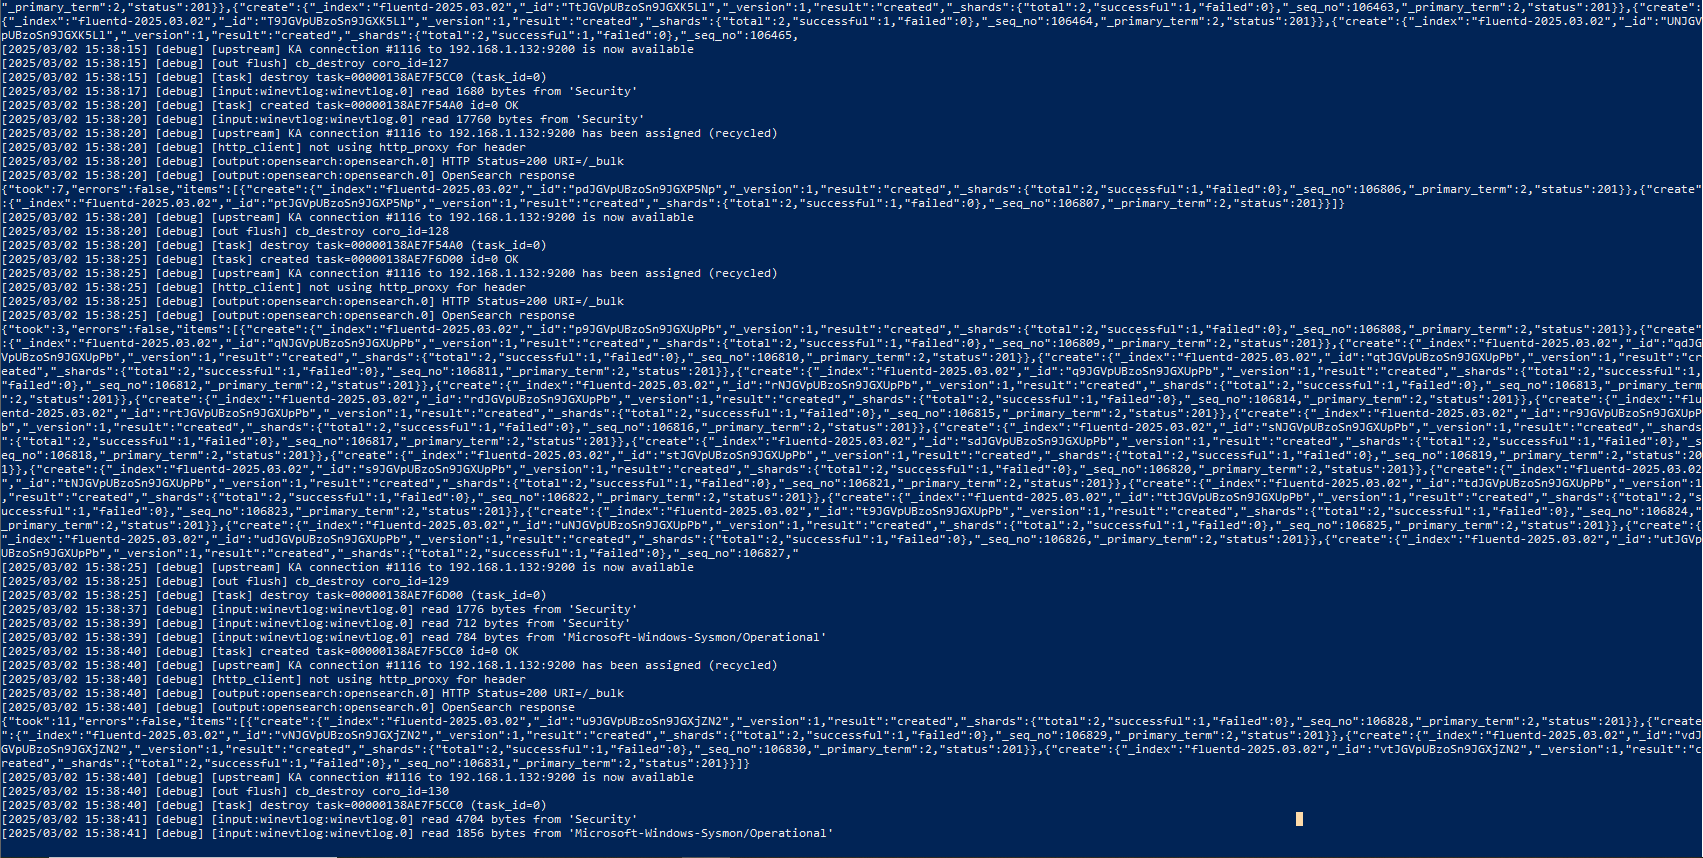 "_primary_term":2,"status":201}},{"create":{"_index":"fluentd-2025.03.02","_id":"TtJGVpUBzoSn9JGXK5Ll","_version":1,"result":"created","_shards":{"total":2,"successful":1,"failed":0},"_seq_no":106463,"_primary_term":2,"status":201}},{"create":
{"_index":"fluentd-2025.03.02","_id":"T9JGVpUBzoSn9JGXK5Ll","_version":1,"result":"created","_shards":{"total":2,"successful":1,"failed":0},"_seq_no":106464,"_primary_term":2,"status":201}},{"create":{"_index":"fluentd-2025.03.02","_id":"UNJGV
pUBzoSn9JGXK5Ll","_version":1,"result":"created","_shards":{"total":2,"successful":1,"failed":0},"_seq_no":106465,
[2025/03/02 15:38:15] [debug] [upstream] KA connection #1116 to 192.168.1.132:9200 is now available
[2025/03/02 15:38:15] [debug] [out flush] cb_destroy coro_id=127
[2025/03/02 15:38:15] [debug] [task] destroy task=00000138AE7F5CC0 (task_id=0)
[2025/03/02 15:38:17] [debug] [input:winevtlog:winevtlog.0] read 1680 bytes from 'Security'
[2025/03/02 15:38:20] [debug] [task] created task=00000138AE7F54A0 id=0 OK
[2025/03/02 15:38:20] [debug] [input:winevtlog:winevtlog.0] read 17760 bytes from 'Security'
[2025/03/02 15:38:20] [debug] [upstream] KA connection #1116 to 192.168.1.132:9200 has been assigned (recycled)
[2025/03/02 15:38:20] [debug] [http_client] not using http_proxy for header
[2025/03/02 15:38:20] [debug] [output:opensearch:opensearch.0] HTTP Status=200 URI=/_bulk
[2025/03/02 15:38:20] [debug] [output:opensearch:opensearch.0] OpenSearch response
{"took":7,"errors":false,"items":[{"create":{"_index":"fluentd-2025.03.02","_id":"pdJGVpUBzoSn9JGXP5Np","_version":1,"result":"created","_shards":{"total":2,"successful":1,"failed":0},"_seq_no":106806,"_primary_term":2,"status":201}},{"create"
:{"_index":"fluentd-2025.03.02","_id":"ptJGVpUBzoSn9JGXP5Np","_version":1,"result":"created","_shards":{"total":2,"successful":1,"failed":0},"_seq_no":106807,"_primary_term":2,"status":201}}]}
[2025/03/02 15:38:20] [debug] [upstream] KA connection #1116 to 192.168.1.132:9200 is now available
[2025/03/02 15:38:20] [debug] [out flush] cb_destroy coro_id=128
[2025/03/02 15:38:20] [debug] [task] destroy task=00000138AE7F54A0 (task_id=0)
[2025/03/02 15:38:25] [debug] [task] created task=00000138AE7F6D00 id=0 OK
[2025/03/02 15:38:25] [debug] [upstream] KA connection #1116 to 192.168.1.132:9200 has been assigned (recycled)
[2025/03/02 15:38:25] [debug] [http_client] not using http_proxy for header
[2025/03/02 15:38:25] [debug] [output:opensearch:opensearch.0] HTTP Status=200 URI=/_bulk
[2025/03/02 15:38:25] [debug] [output:opensearch:opensearch.0] OpenSearch response
{"took":3,"errors":false,"items":[{"create":{"_index":"fluentd-2025.03.02","_id":"p9JGVpUBzoSn9JGXUpPb","_version":1,"result":"created","_shards":{"total":2,"successful":1,"failed":0},"_seq_no":106808,"_primary_term":2,"status":201}},{"create"
:{"_index":"fluentd-2025.03.02","_id":"qNJGVpUBzoSn9JGXUpPb","_version":1,"result":"created","_shards":{"total":2,"successful":1,"failed":0},"_seq_no":106809,"_primary_term":2,"status":201}},{"create":{"_index":"fluentd-2025.03.02","_id":"qdJG
VpUBzoSn9JGXUpPb","_version":1,"result":"created","_shards":{"total":2,"successful":1,"failed":0},"_seq_no":106810,"_primary_term":2,"status":201}},{"create":{"_index":"fluentd-2025.03.02","_id":"qtJGVpUBzoSn9JGXUpPb","_version":1,"result":"cr
eated","_shards":{"total":2,"successful":1,"failed":0},"_seq_no":106811,"_primary_term":2,"status":201}},{"create":{"_index":"fluentd-2025.03.02","_id":"q9JGVpUBzoSn9JGXUpPb","_version":1,"result":"created","_shards":{"total":2,"successful":1,
"failed":0},"_seq_no":106812,"_primary_term":2,"status":201}},{"create":{"_index":"fluentd-2025.03.02","_id":"rNJGVpUBzoSn9JGXUpPb","_version":1,"result":"created","_shards":{"total":2,"successful":1,"failed":0},"_seq_no":106813,"_primary_term
":2,"status":201}},{"create":{"_index":"fluentd-2025.03.02","_id":"rdJGVpUBzoSn9JGXUpPb","_version":1,"result":"created","_shards":{"total":2,"successful":1,"failed":0},"_seq_no":106814,"_primary_term":2,"status":201}},{"create":{"_index":"flu
entd-2025.03.02","_id":"rtJGVpUBzoSn9JGXUpPb","_version":1,"result":"created","_shards":{"total":2,"successful":1,"failed":0},"_seq_no":106815,"_primary_term":2,"status":201}},{"create":{"_index":"fluentd-2025.03.02","_id":"r9JGVpUBzoSn9JGXUpP
b","_version":1,"result":"created","_shards":{"total":2,"successful":1,"failed":0},"_seq_no":106816,"_primary_term":2,"status":201}},{"create":{"_index":"fluentd-2025.03.02","_id":"sNJGVpUBzoSn9JGXUpPb","_version":1,"result":"created","_shards
":{"total":2,"successful":1,"failed":0},"_seq_no":106817,"_primary_term":2,"status":201}},{"create":{"_index":"fluentd-2025.03.02","_id":"sdJGVpUBzoSn9JGXUpPb","_version":1,"result":"created","_shards":{"total":2,"successful":1,"failed":0},"_s
eq_no":106818,"_primary_term":2,"status":201}},{"create":{"_index":"fluentd-2025.03.02","_id":"stJGVpUBzoSn9JGXUpPb","_version":1,"result":"created","_shards":{"total":2,"successful":1,"failed":0},"_seq_no":106819,"_primary_term":2,"status":20
1}},{"create":{"_index":"fluentd-2025.03.02","_id":"s9JGVpUBzoSn9JGXUpPb","_version":1,"result":"created","_shards":{"total":2,"successful":1,"failed":0},"_seq_no":106820,"_primary_term":2,"status":201}},{"create":{"_index":"fluentd-2025.03.02
","_id":"tNJGVpUBzoSn9JGXUpPb","_version":1,"result":"created","_shards":{"total":2,"successful":1,"failed":0},"_seq_no":106821,"_primary_term":2,"status":201}},{"create":{"_index":"fluentd-2025.03.02","_id":"tdJGVpUBzoSn9JGXUpPb","_version":1
,"result":"created","_shards":{"total":2,"successful":1,"failed":0},"_seq_no":106822,"_primary_term":2,"status":201}},{"create":{"_index":"fluentd-2025.03.02","_id":"ttJGVpUBzoSn9JGXUpPb","_version":1,"result":"created","_shards":{"total":2,"s
uccessful":1,"failed":0},"_seq_no":106823,"_primary_term":2,"status":201}},{"create":{"_index":"fluentd-2025.03.02","_id":"t9JGVpUBzoSn9JGXUpPb","_version":1,"result":"created","_shards":{"total":2,"successful":1,"failed":0},"_seq_no":106824,"
_primary_term":2,"status":201}},{"create":{"_index":"fluentd-2025.03.02","_id":"uNJGVpUBzoSn9JGXUpPb","_version":1,"result":"created","_shards":{"total":2,"successful":1,"failed":0},"_seq_no":106825,"_primary_term":2,"status":201}},{"create":{
"_index":"fluentd-2025.03.02","_id":"udJGVpUBzoSn9JGXUpPb","_version":1,"result":"created","_shards":{"total":2,"successful":1,"failed":0},"_seq_no":106826,"_primary_term":2,"status":201}},{"create":{"_index":"fluentd-2025.03.02","_id":"utJGVp
UBzoSn9JGXUpPb","_version":1,"result":"created","_shards":{"total":2,"successful":1,"failed":0},"_seq_no":106827,"
[2025/03/02 15:38:25] [debug] [upstream] KA connection #1116 to 192.168.1.132:9200 is now available
[2025/03/02 15:38:25] [debug] [out flush] cb_destroy coro_id=129
[2025/03/02 15:38:25] [debug] [task] destroy task=00000138AE7F6D00 (task_id=0)
[2025/03/02 15:38:37] [debug] [input:winevtlog:winevtlog.0] read 1776 bytes from 'Security'
[2025/03/02 15:38:39] [debug] [input:winevtlog:winevtlog.0] read 712 bytes from 'Security'
[2025/03/02 15:38:39] [debug] [input:winevtlog:winevtlog.0] read 784 bytes from 'Microsoft-Windows-Sysmon/Operational'
[2025/03/02 15:38:40] [debug] [task] created task=00000138AE7F5CC0 id=0 OK
[2025/03/02 15:38:40] [debug] [upstream] KA connection #1116 to 192.168.1.132:9200 has been assigned (recycled)
[2025/03/02 15:38:40] [debug] [http_client] not using http_proxy for header
[2025/03/02 15:38:40] [debug] [output:opensearch:opensearch.0] HTTP Status=200 URI=/_bulk
[2025/03/02 15:38:40] [debug] [output:opensearch:opensearch.0] OpenSearch response
{"took":11,"errors":false,"items":[{"create":{"_index":"fluentd-2025.03.02","_id":"u9JGVpUBzoSn9JGXjZN2","_version":1,"result":"created","_shards":{"total":2,"successful":1,"failed":0},"_seq_no":106828,"_primary_term":2,"status":201}},{"create
":{"_index":"fluentd-2025.03.02","_id":"vNJGVpUBzoSn9JGXjZN2","_version":1,"result":"created","_shards":{"total":2,"successful":1,"failed":0},"_seq_no":106829,"_primary_term":2,"status":201}},{"create":{"_index":"fluentd-2025.03.02","_id":"vdJ
GVpUBzoSn9JGXjZN2","_version":1,"result":"created","_shards":{"total":2,"successful":1,"failed":0},"_seq_no":106830,"_primary_term":2,"status":201}},{"create":{"_index":"fluentd-2025.03.02","_id":"vtJGVpUBzoSn9JGXjZN2","_version":1,"result":"c
reated","_shards":{"total":2,"successful":1,"failed":0},"_seq_no":106831,"_primary_term":2,"status":201}}]}
[2025/03/02 15:38:40] [debug] [upstream] KA connection #1116 to 192.168.1.132:9200 is now available
[2025/03/02 15:38:40] [debug] [out flush] cb_destroy coro_id=130
[2025/03/02 15:38:40] [debug] [task] destroy task=00000138AE7F5CC0 (task_id=0)
[2025/03/02 15:38:41] [debug] [input:winevtlog:winevtlog.0] read 4704 bytes from 'Security'
[2025/03/02 15:38:41] [debug] [input:winevtlog:winevtlog.0] read 1856 bytes from 'Microsoft-Windows-Sysmon/Operational'